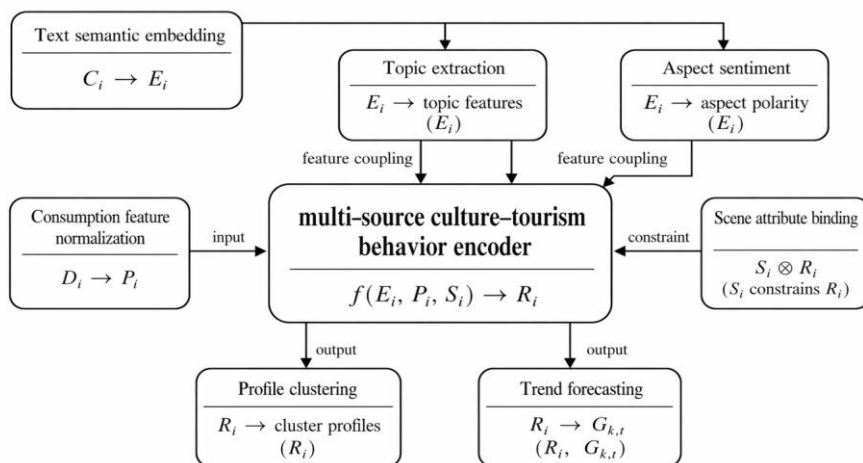 Text semantic embedding
C_i → E_i
Topic extraction
E_i → topic features
(E_i)
Aspect sentiment
E_i → aspect polarity
(E_i)
feature coupling
feature coupling
Consumption feature
normalization
D_i → P_i
input
multi–source culture–tourism
behavior encoder
f(E_i, P_i, S_i) → R_i
constraint
Scene attribute binding
S_i ⊗ R_i
(S_i constrains R_i)
output
output
Profile clustering
R_i → cluster profiles
(R_i)
Trend forecasting
R_i → G_{k,t}
(R_i, G_{k,t})